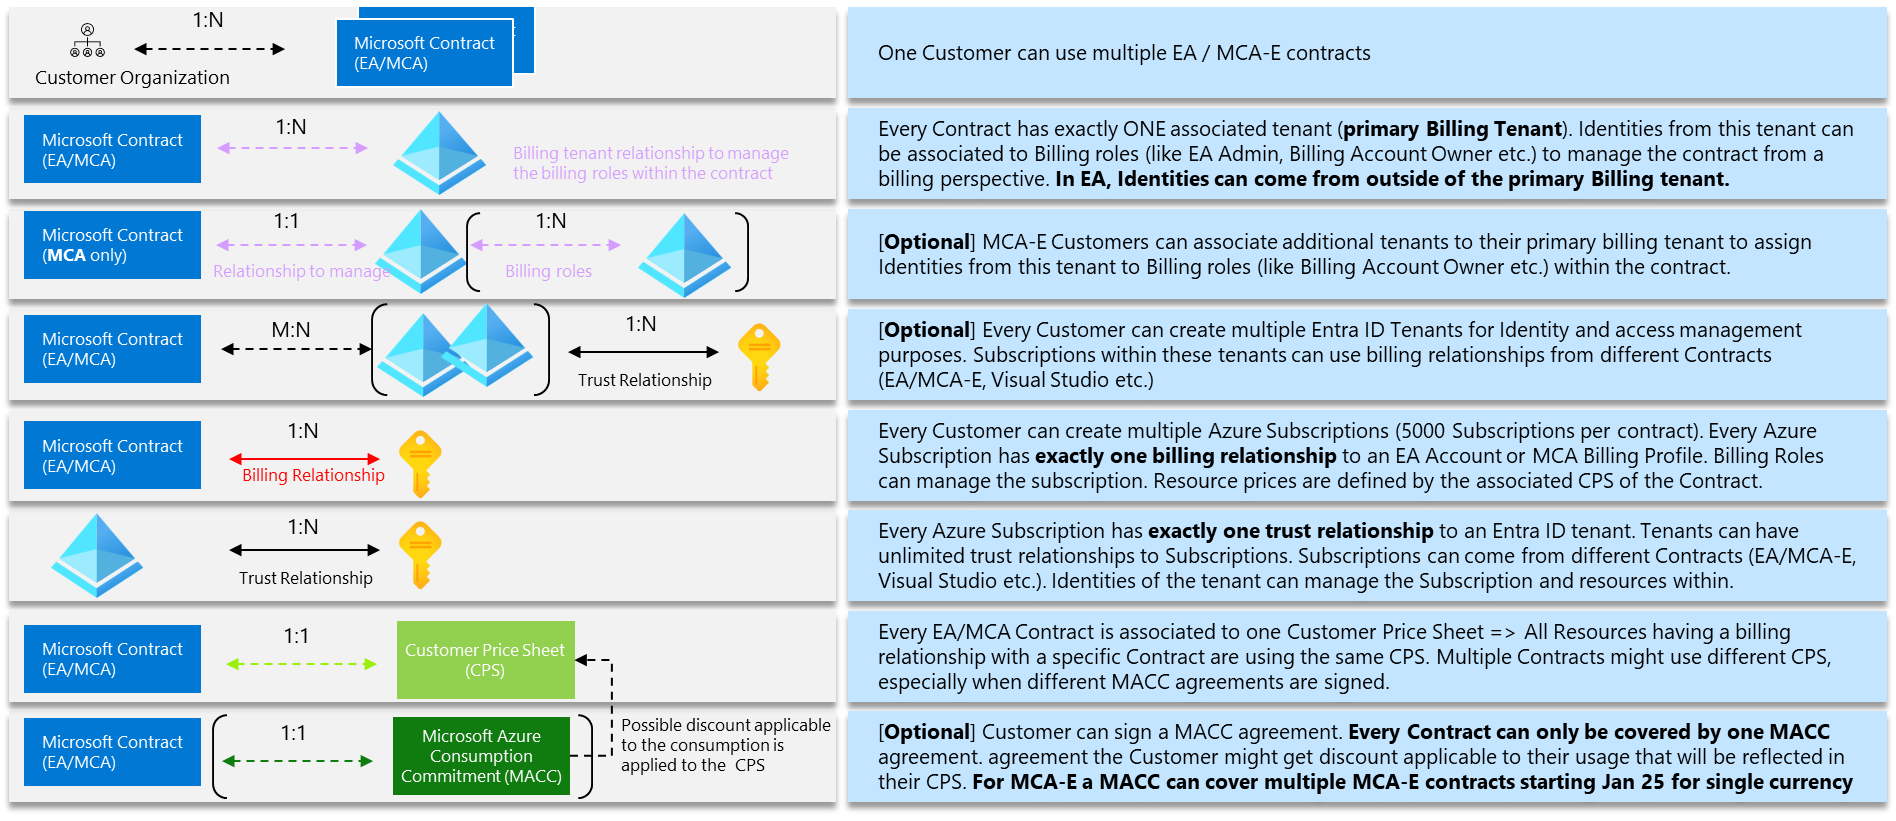 1:N
Customer Organization
Microsoft Contract
(EA/MCA)
One Customer can use multiple EA / MCA-E contracts
Microsoft Contract
(EA/MCA)
1:N
Billing tenant relationship to manage
the billing roles within the contract
Every Contract has exactly ONE associated tenant (primary Billing Tenant). Identities from this tenant can
be associated to Billing roles (like EA Admin, Billing Account Owner etc.) to manage the contract from a
billing perspective. In EA, Identities can come from outside of the primary Billing tenant.
Microsoft Contract
(MCA only)
1:1
Relationship to manage
1:N
Billing roles
[Optional] MCA-E Customers can associate additional tenants to their primary billing tenant to assign
Identities from this tenant to Billing roles (like Billing Account Owner etc.) within the contract.
Microsoft Contract
(EA/MCA)
M:N
1:N
Trust Relationship
[Optional] Every Customer can create multiple Entra ID Tenants for Identity and access management
purposes. Subscriptions within these tenants can use billing relationships from different Contracts
(EA/MCA-E, Visual Studio etc.)
Microsoft Contract
(EA/MCA)
1:N
Billing Relationship
Every Customer can create multiple Azure Subscriptions (5000 Subscriptions per contract). Every Azure
Subscription has exactly one billing relationship to an EA Account or MCA Billing Profile. Billing Roles
can manage the subscription. Resource prices are defined by the associated CPS of the Contract.
1:N
Trust Relationship
Every Azure Subscription has exactly one trust relationship to an Entra ID tenant. Tenants can have
unlimited trust relationships to Subscriptions. Subscriptions can come from different Contracts (EA/MCA-E,
Visual Studio etc.). Identities of the tenant can manage the Subscription and resources within.
Microsoft Contract
(EA/MCA)
1:1
Customer Price Sheet
(CPS)
Every EA/MCA Contract is associated to one Customer Price Sheet => All Resources having a billing
relationship with a specific Contract are using the same CPS. Multiple Contracts might use different CPS,
especially when different MACC agreements are signed.
Microsoft Contract
(EA/MCA)
1:1
Microsoft Azure
Consumption
Commitment (MACC)
Possible discount applicable
to the consumption is
applied to the CPS
[Optional] Customer can sign a MACC agreement. Every Contract can only be covered by one MACC
agreement. agreement the Customer might get discount applicable to their usage that will be reflected in
their CPS. For MCA-E a MACC can cover multiple MCA-E contracts starting Jan 25 for single currency